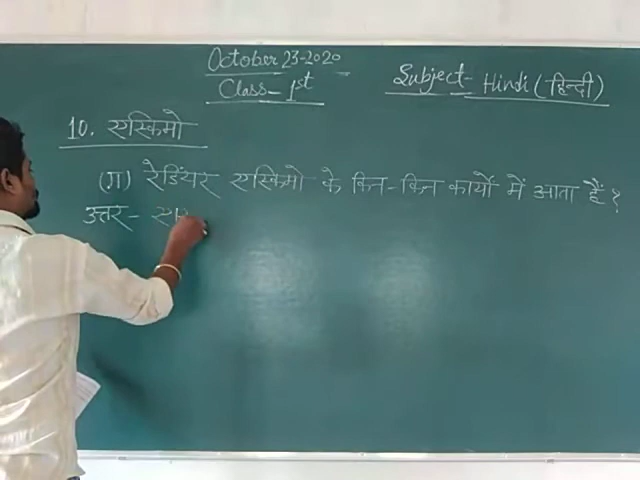 October 23-2020
Class- 1st
Subject- Hindi (हिन्दी)
10. एस्किमो
(ग) रेडियर एस्किमो के किन-किन कार्यों में आता हैं?
उत्तर-